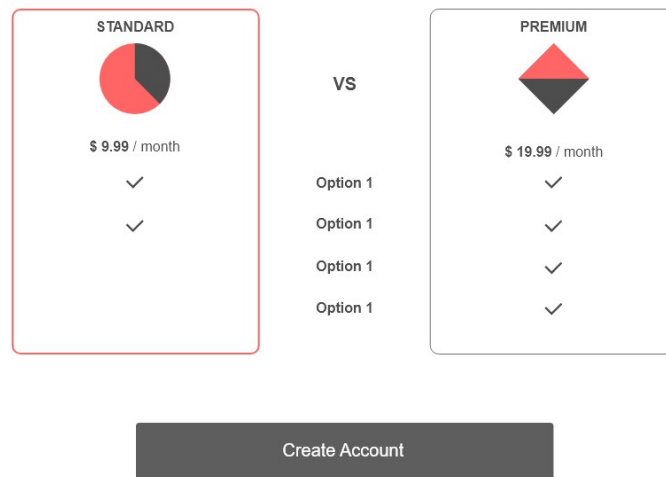 STANDARD
PREMIUM
VS
$ 9.99 / month
$ 19.99 / month
Option 1
Option 1
Option 1
Option 1
Create Account